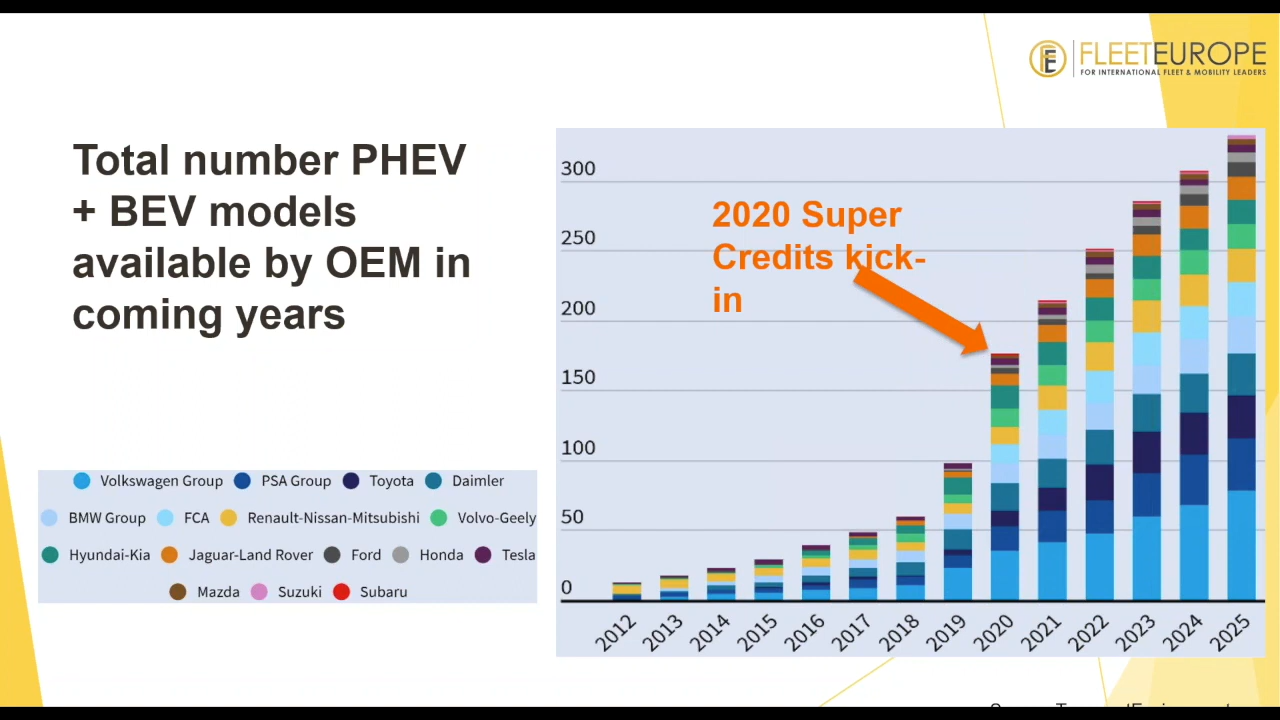 FLEETEUROPE
FOR INTERNATIONAL FLEET & MOBILITY LEADERS
Total number PHEV
+ BEV models
available by OEM in
coming years
Volkswagen Group PSA Group Toyota Daimler
BMW Group FCA Renault-Nissan-Mitsubishi Volvo-Geely
Hyundai-Kia Jaguar-Land Rover Ford Honda Tesla
Mazda Suzuki Subaru
2020 Super
Credits kick-
in
300
250
200
150
100
50
0
2012 2013 2014 2015 2016 2017 2018 2019 2020 2021 2022 2023 2024 2025